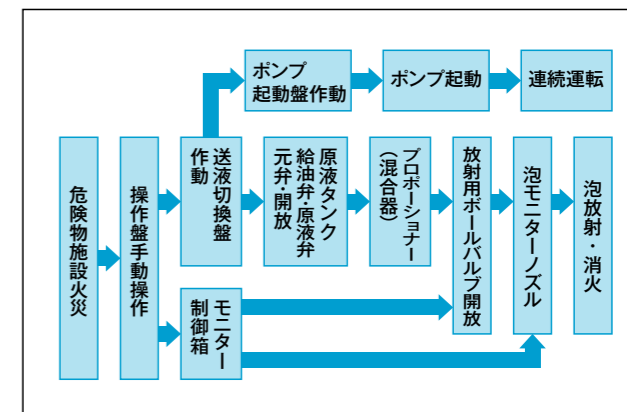 ポンプ
起動盤作動
ポンプ起動
連続運転
危険物施設火災
操作盤手動操作
送液切換盤
作動
原液タンク
給油弁・原液弁
元弁・開放
プロポーショナー
（混合器）
放射用ボールバルブ開放
泡モニターノズル
泡放射・消火
モニター
制御箱